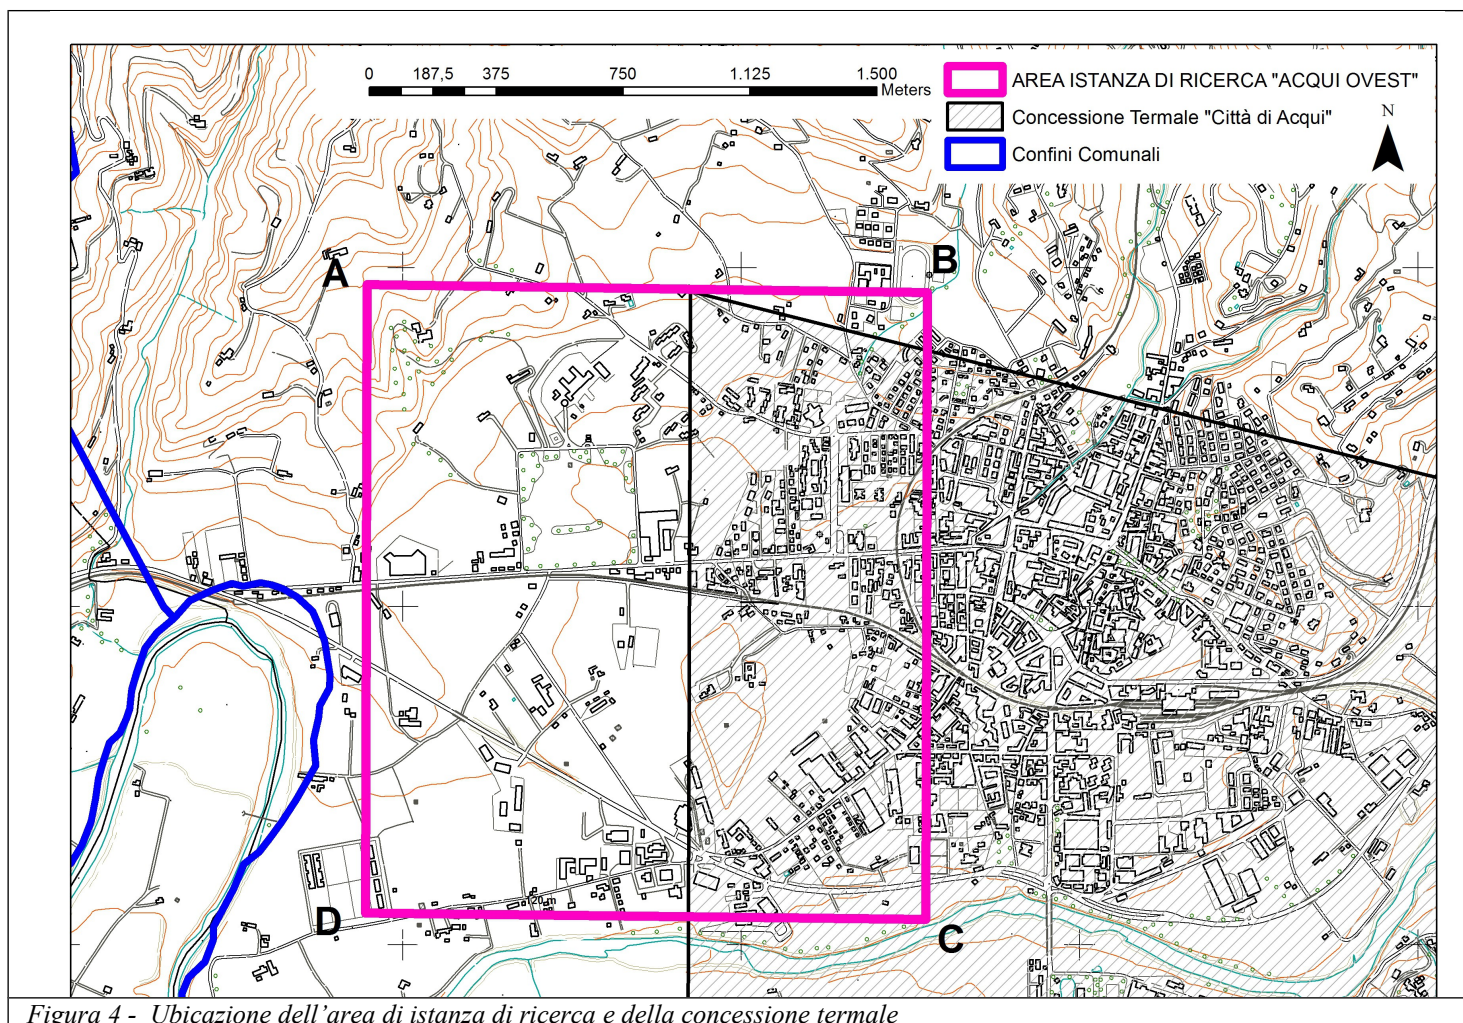 0 187,5 375 750 1.125 1.500
Meters
AREA ISTANZA DI RICERCA "ACQUI OVEST"
Concessione Termale "Città di Acqui"
Confini Comunali
N
A
B
C
D
120 m
Figura 4 - Ubicazione dell’area di istanza di ricerca e della concessione termale